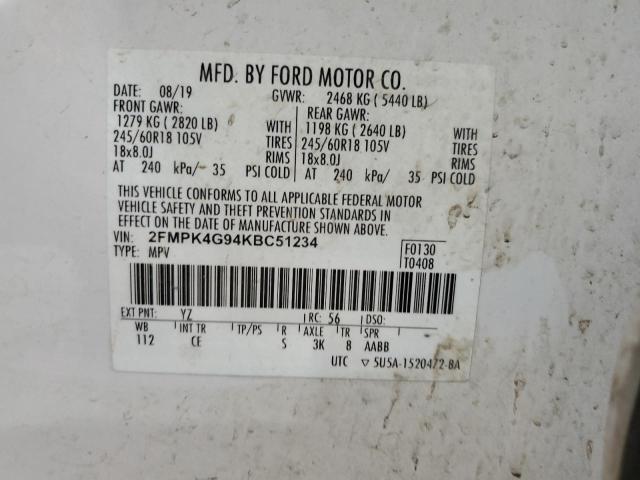 MFD. BY FORD MOTOR CO.
DATE: 08/19 GVWR: 2468 KG ( 5440 LB)
FRONT GAWR: REAR GAWR:
1279 KG ( 2820 LB) WITH 1198 KG ( 2640 LB) WITH
245/60R18 105V TIRES 245/60R18 105V TIRES
18x8.0J RIMS 18x8.0J RIMS
AT 240 kPa/ 35 PSI COLD AT 240 kPa/ 35 PSI COLD
THIS VEHICLE CONFORMS TO ALL APPLICABLE FEDERAL MOTOR
VEHICLE SAFETY AND THEFT PREVENTION STANDARDS IN
EFFECT ON THE DATE OF MANUFACTURE SHOWN ABOVE.
VIN: 2FMPK4G94KBC51234 F0130
TYPE: MPV T0408
EXT PNT: YZ RC: 56 DSO:
WB INT TR TP/PS R AXLE TR SPR
112 CE S 3K 8 AABB
UTC ▽ 5U5A-1520472-BA